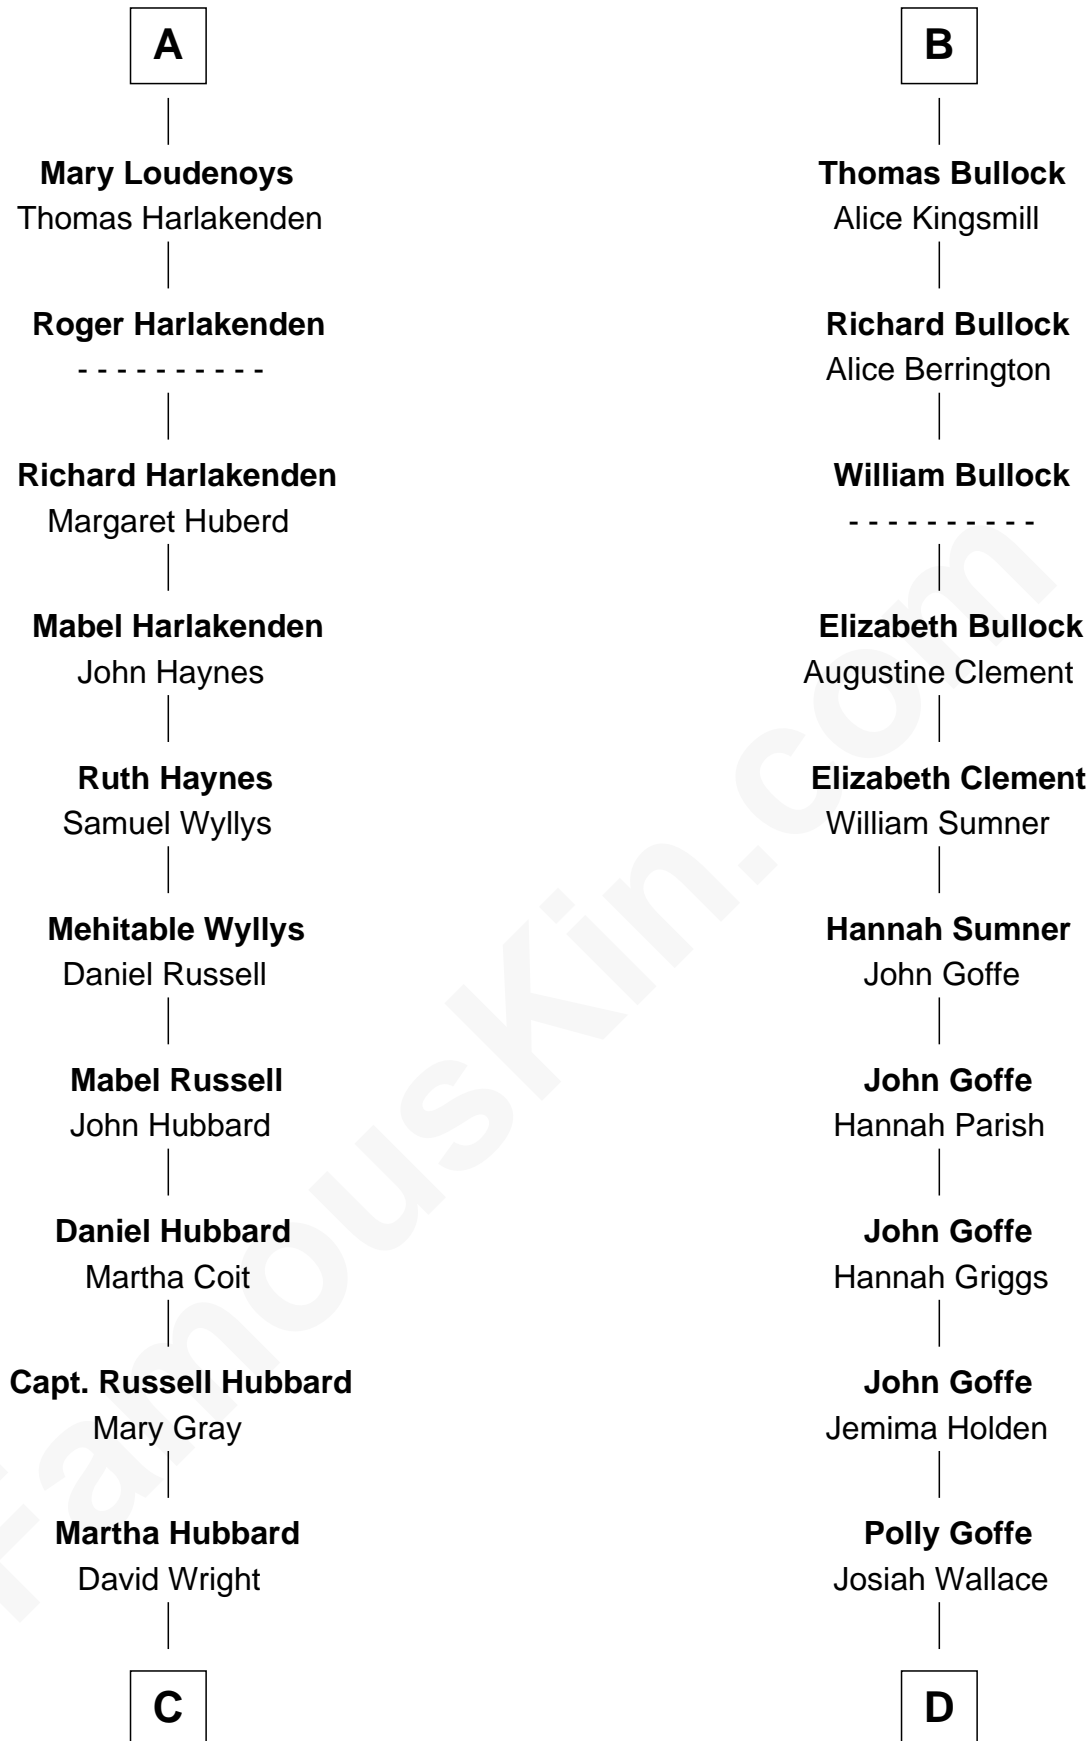 A
Mary Loudenoys
Thomas Harlakenden
Roger Harlakenden
- - - - - - - - - -
Richard Harlakenden
Margaret Huberd
Mabel Harlakenden
John Haynes
Ruth Haynes
Samuel Wyllys
Mehitable Wyllys
Daniel Russell
Mabel Russell
John Hubbard
Daniel Hubbard
Martha Coit
Capt. Russell Hubbard
Mary Gray
Martha Hubbard
David Wright
C
B
Thomas Bullock
Alice Kingsmill
Richard Bullock
Alice Berrington
William Bullock
- - - - - - - - - -
Elizabeth Bullock
Augustine Clement
Elizabeth Clement
William Sumner
Hannah Sumner
John Goffe
John Goffe
Hannah Parish
John Goffe
Hannah Griggs
John Goffe
Jemima Holden
Polly Goffe
Josiah Wallace
D
FamousKin.com